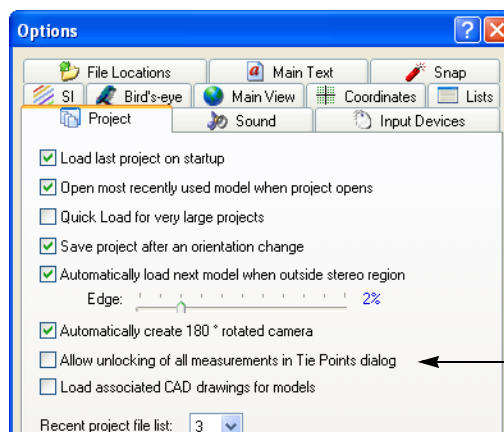 Options
File Locations Main Text Snap
SI Bird's-eye Main View Coordinates Lists
Project Sound Input Devices
Load last project on startup
Open most recently used model when project opens
Quick Load for very large projects
Save project after an orientation change
Automatically load next model when outside stereo region
Edge: 2%
Automatically create 180 ° rotated camera
Allow unlocking of all measurements in Tie Points dialog
Load associated CAD drawings for models
Recent project file list: 3